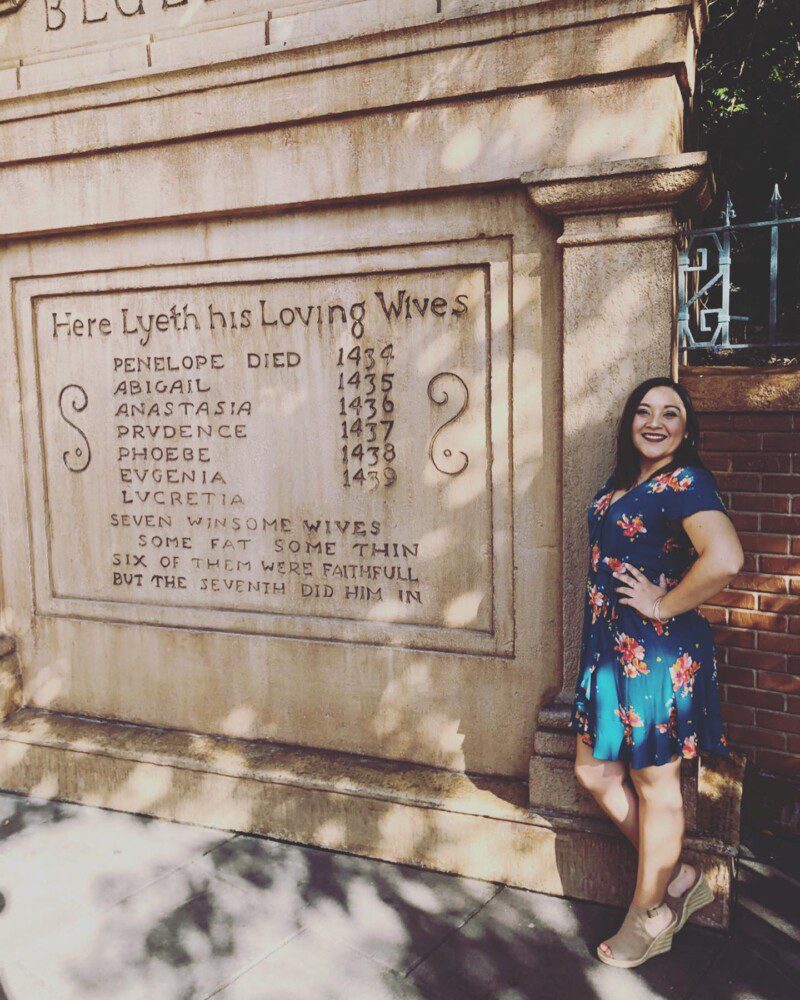 Here Lyeth his Loving Wives
PENELOPE DIED 1434
ABIGAIL 1435
ANASTASIA 1436
PRVDENCE 1437
PHOEBE 1438
EVGENIA 1439
LVCRETIA
SEVEN WINSOME WIVES
SOME FAT SOME THIN
SIX OF THEM WERE FAITHFULL
BUT THE SEVENTH DID HIM IN